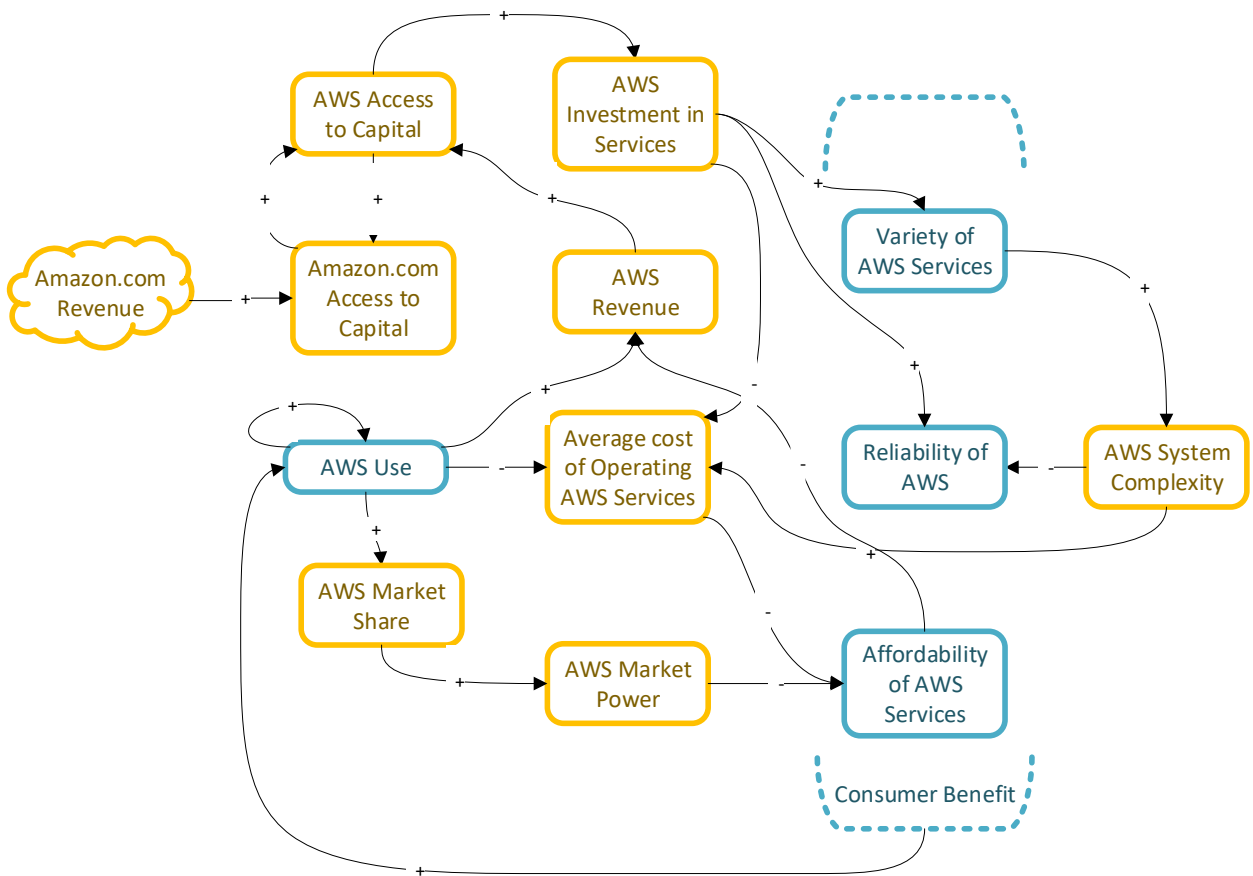 +
AWS Access
to Capital
AWS
Investment in
Services
+
+
+
+
Variety of
AWS Services
Amazon.com
Revenue
+
Amazon.com
Access to
Capital
AWS
Revenue
+
+
-
+
+
AWS Use
-
Average cost
of Operating
AWS Services
-
Reliability of
AWS
-
AWS System
Complexity
+
+
AWS Market
Share
-
+
AWS Market
Power
-
Affordability
of AWS
Services
Consumer Benefit
+